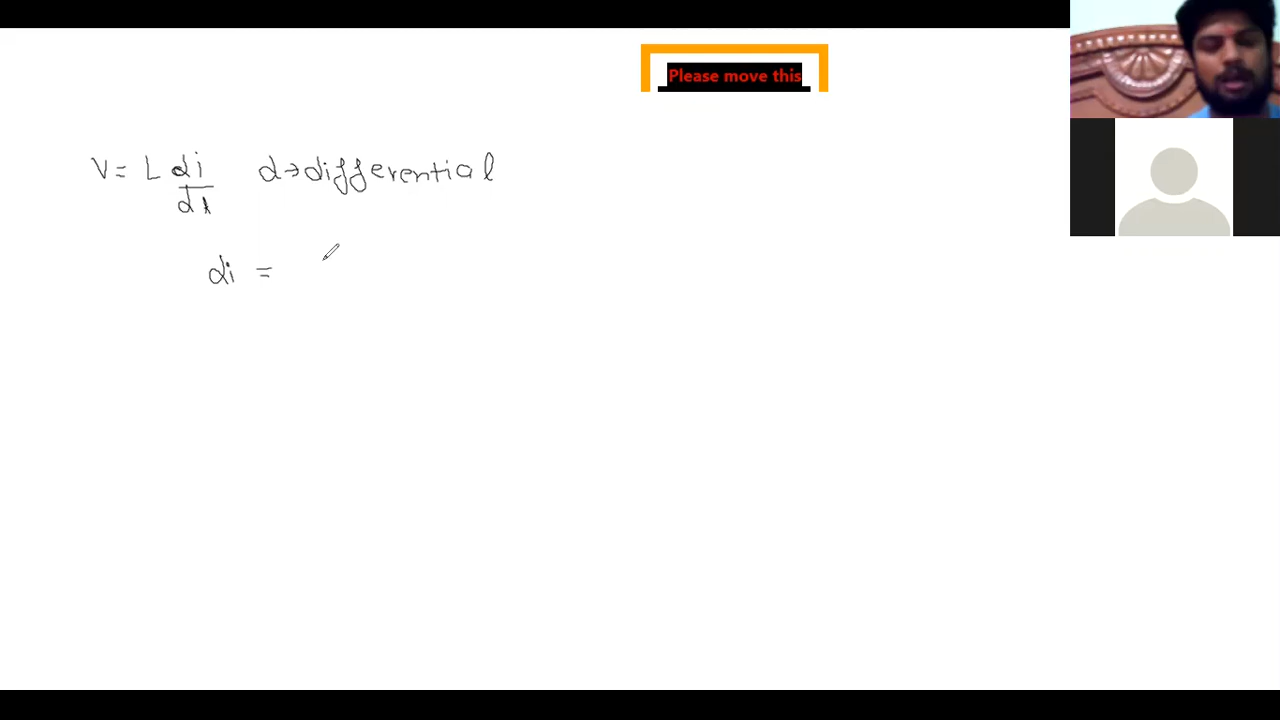 Please move this
V = L di/dt d→differential
di =